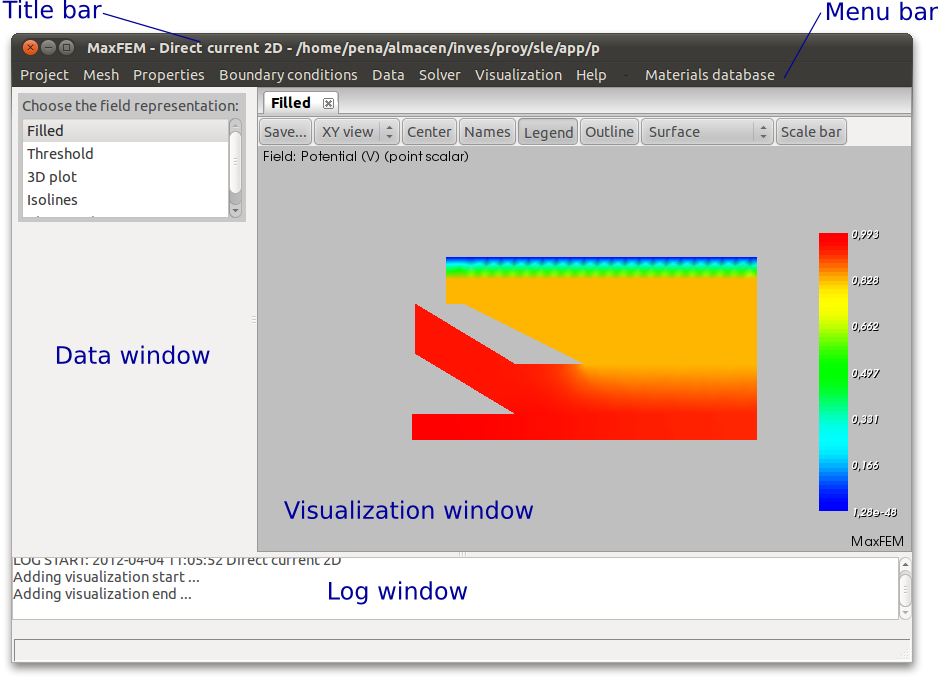 Title bar
Menu bar
MaxFEM - Direct current 2D - /home/pena/almacen/inves/proy/sle/app/p
Project Mesh Properties Boundary conditions Data Solver Visualization Help - Materials database
Choose the field representation:
Filled
Threshold
3D plot
Isolines
Data window
Filled
Save... XY view Center Names Legend Outline Surface Scale bar
Field: Potential (V) (point scalar)
0,993
0,828
0,662
0,497
0,331
0,166
1,28e-48
Visualization window
MaxFEM
LOG START: 2012-04-04 11:05:52 Direct current 2D
Adding visualization start ...
Adding visualization end ...
Log window